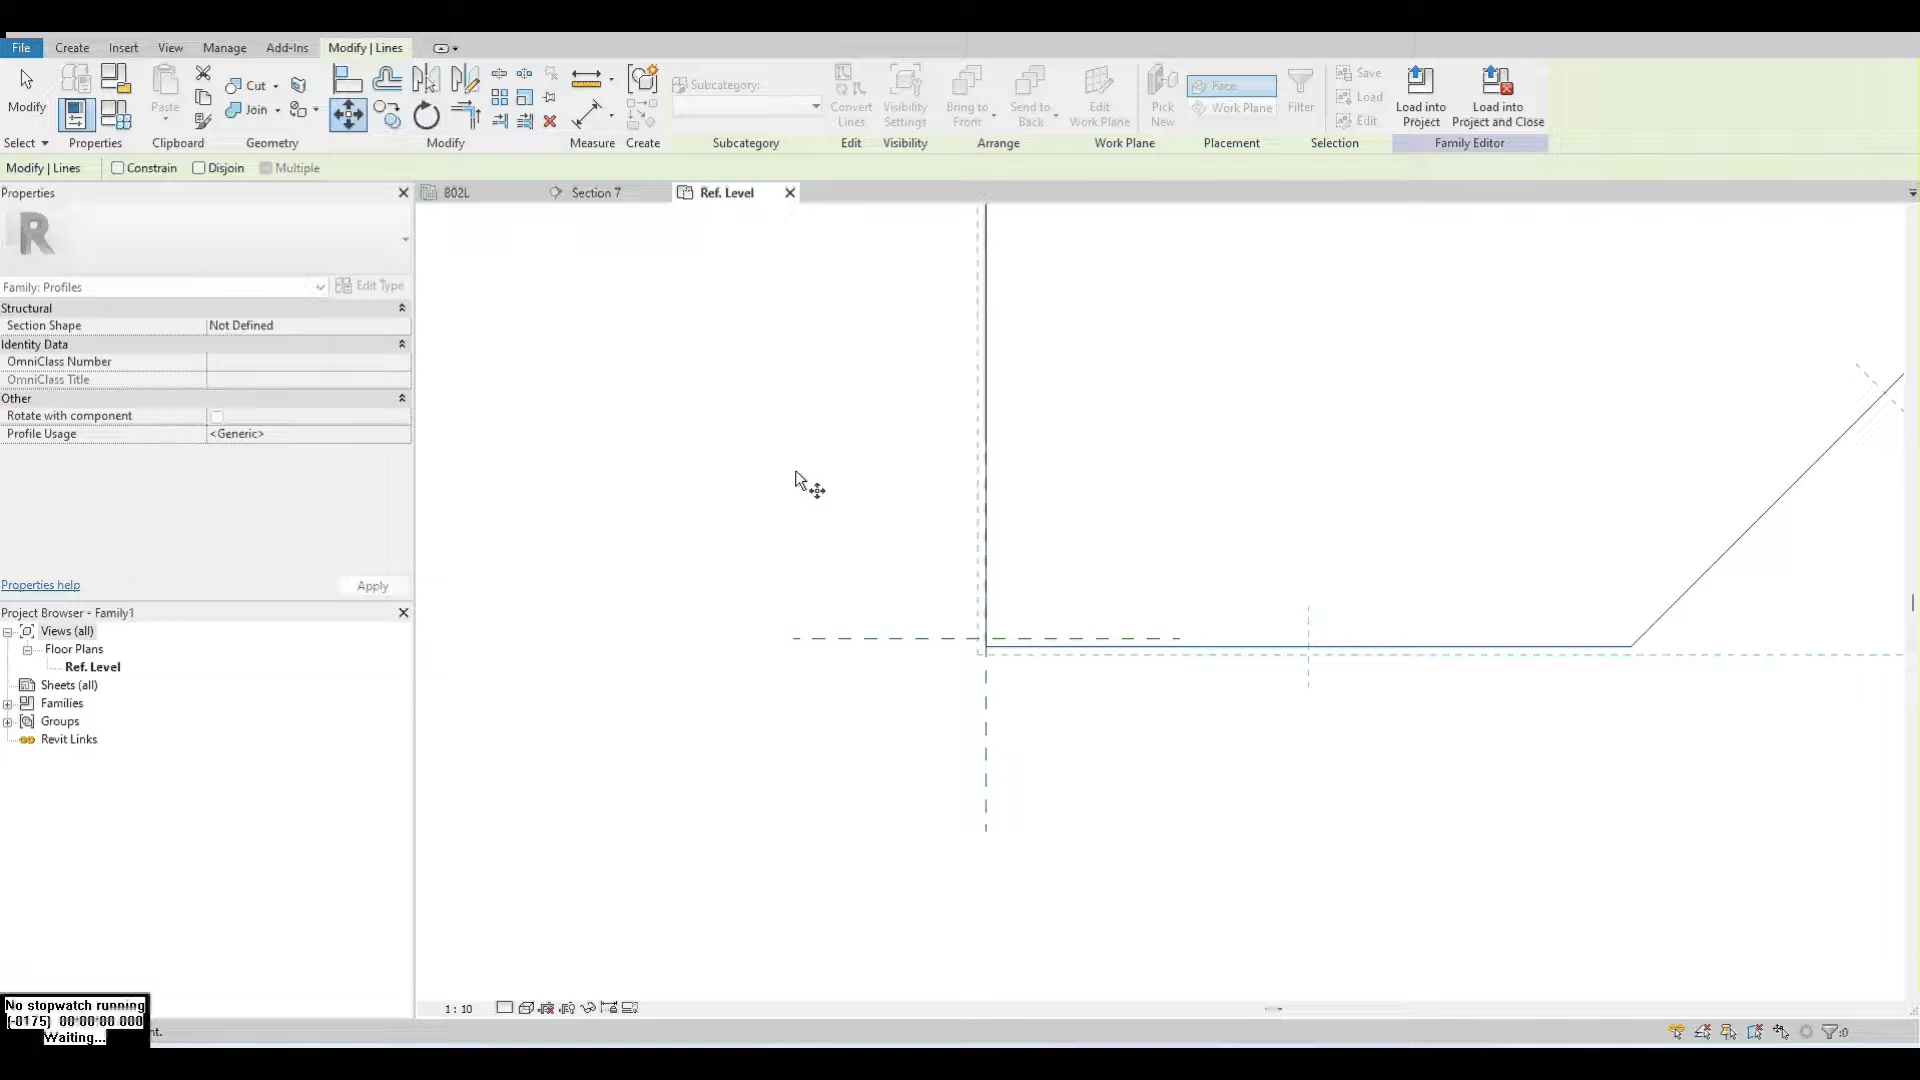 File Create Insert View Manage Add-Ins Modify | Lines
Modify
Paste
Cut
Join
Subcategory:
Convert Lines
Visibility Settings
Bring to Front
Send to Back
Edit Work Plane
Pick New
Face
Work Plane
Filter
Save
Load
Edit
Load into Project
Load into Project and Close
Select Properties Clipboard Geometry Modify Measure Create Subcategory Edit Visibility Arrange Work Plane Placement Selection Family Editor
Modify | Lines Constrain Disjoin Multiple
Properties
802L Section 7 Ref. Level
R
Family: Profiles Edit Type
Structural
Section Shape Not Defined
Identity Data
OmniClass Number
OmniClass Title
Other
Rotate with component
Profile Usage <Generic>
Properties help Apply
Project Browser - Family1
Views (all)
Floor Plans
Ref. Level
Sheets (all)
Families
Groups
Revit Links
1 : 10
No stopwatch running
(-0175) 00:00:00 000
Waiting...
:0